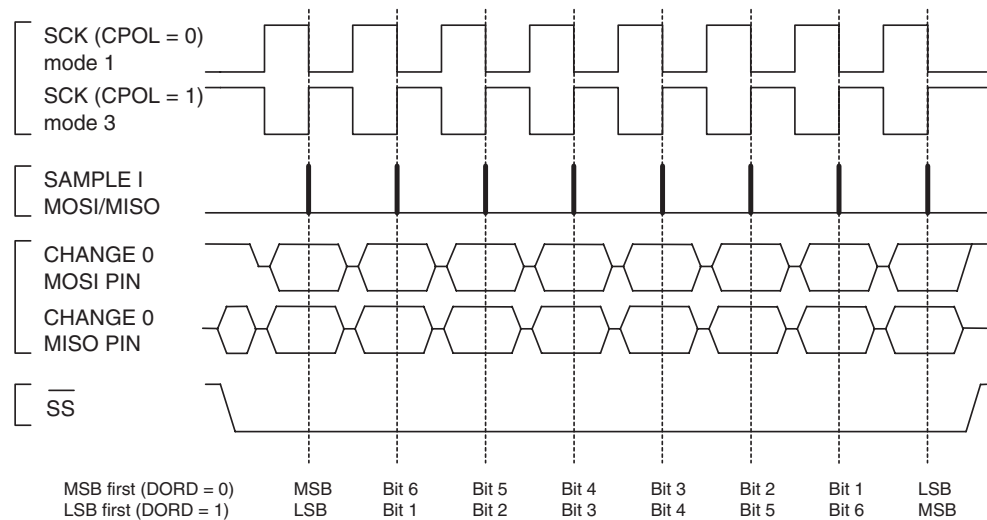 SCK (CPOL = 0)
mode 1
SCK (CPOL = 1)
mode 3
SAMPLE I
MOSI/MISO
CHANGE 0
MOSI PIN
CHANGE 0
MISO PIN
SS
MSB first (DORD = 0) MSB Bit 6 Bit 5 Bit 4 Bit 3 Bit 2 Bit 1 LSB
LSB first (DORD = 1) LSB Bit 1 Bit 2 Bit 3 Bit 4 Bit 5 Bit 6 MSB